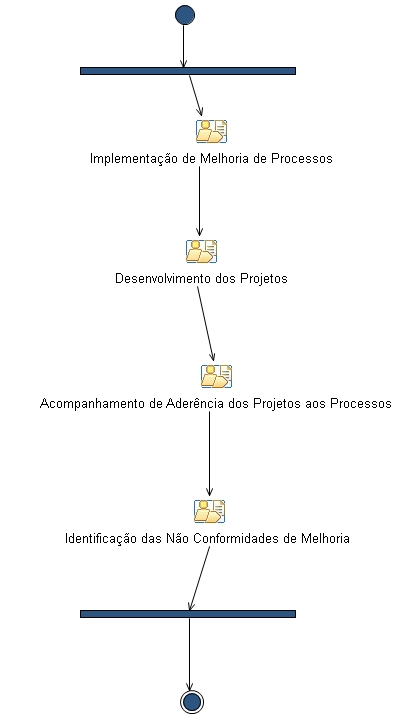 Implementação de Melhoria de Processos
Desenvolvimento dos Projetos
Acompanhamento de Aderência dos Projetos aos Processos
Identificação das Não Conformidades de Melhoria